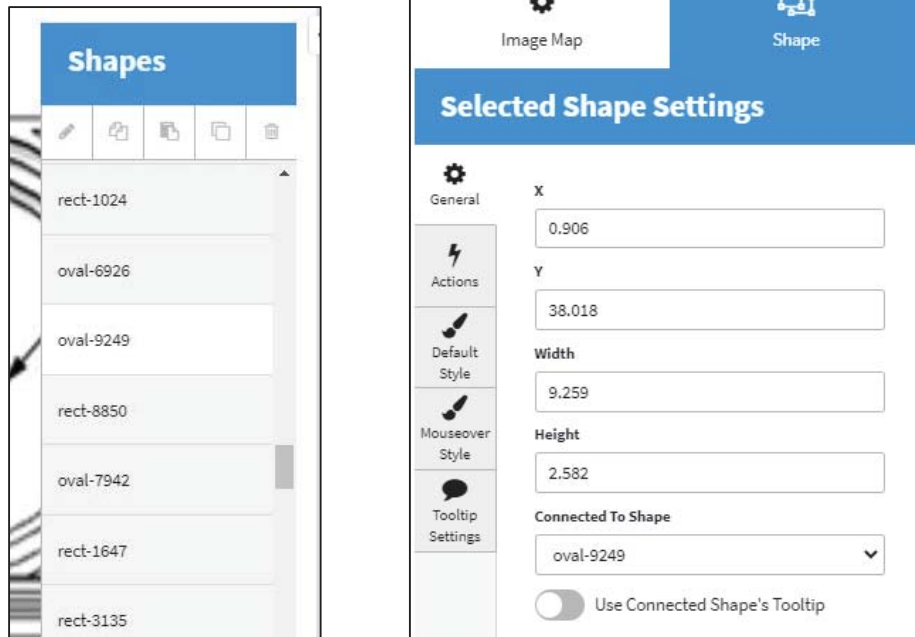 Shapes
rect-1024
oval-6926
oval-9249
rect-8850
oval-7942
rect-1647
rect-3135
Image Map
Shape
Selected Shape Settings
General
Actions
Default
Style
Mouseover
Style
Tooltip
Settings
X
0.906
Y
38.018
Width
9.259
Height
2.582
Connected To Shape
oval-9249
Use Connected Shape's Tooltip